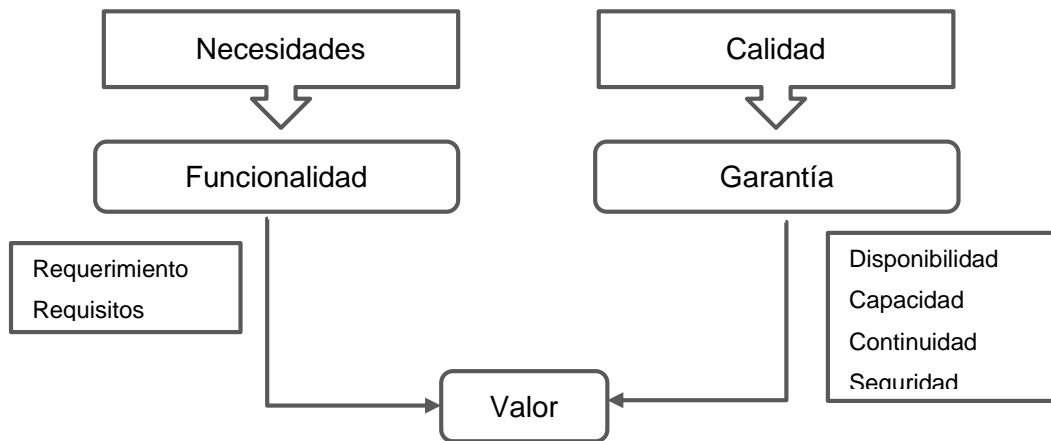 Necesidades
Calidad
Funcionalidad
Garantía
Requerimiento
Requisitos
Disponibilidad
Capacidad
Continuidad
Seguridad
Valor